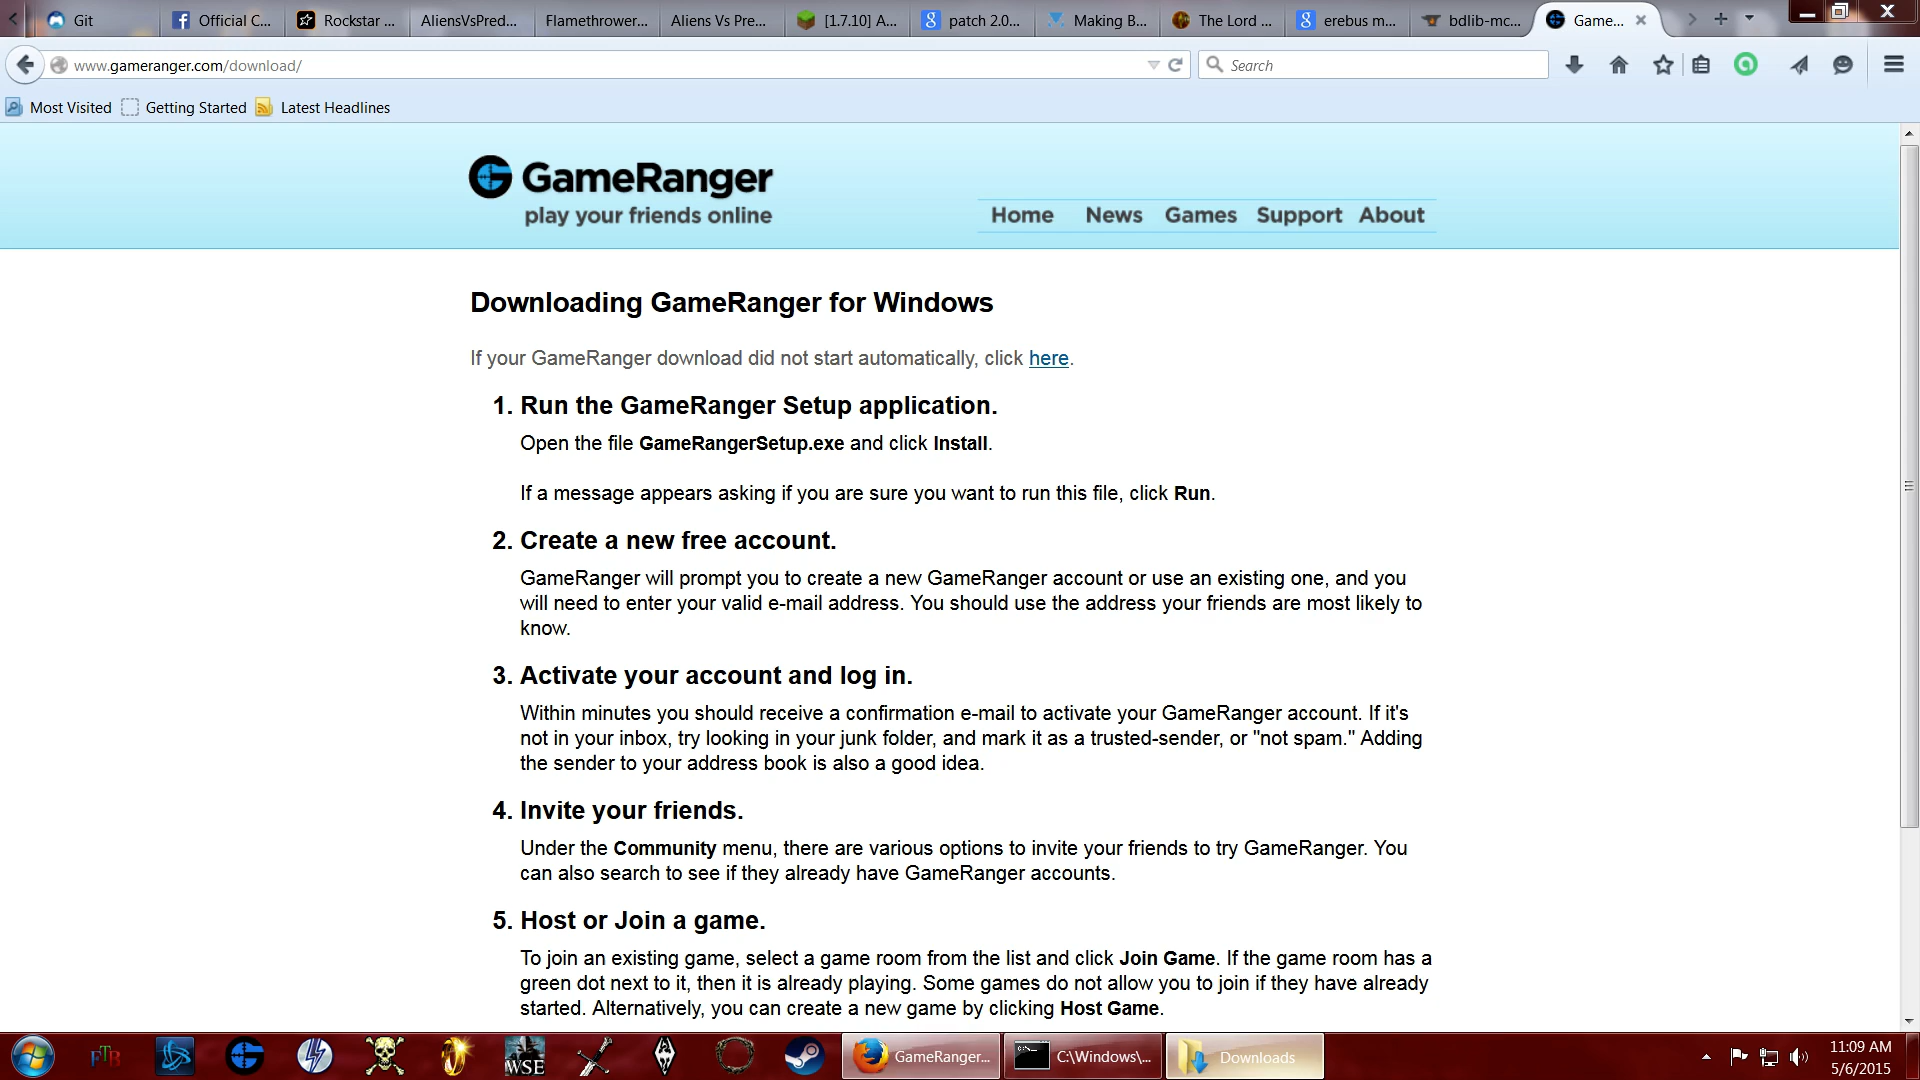 Git
Official C...
Rockstar ...
AliensVsPred...
Flamethrower...
Aliens Vs Pre...
[1.7.10] A...
patch 2.0...
Making B...
The Lord ...
erebus m...
bdlib-mc...
Game...
www.gameranger.com/download/
Search
Most Visited
Getting Started
Latest Headlines
GameRanger
play your friends online
Home
News
Games
Support
About
Downloading GameRanger for Windows
If your GameRanger download did not start automatically, click here.
1. Run the GameRanger Setup application.
Open the file GameRangerSetup.exe and click Install.
If a message appears asking if you are sure you want to run this file, click Run.
2. Create a new free account.
GameRanger will prompt you to create a new GameRanger account or use an existing one, and you
will need to enter your valid e-mail address. You should use the address your friends are most likely to
know.
3. Activate your account and log in.
Within minutes you should receive a confirmation e-mail to activate your GameRanger account. If it's
not in your inbox, try looking in your junk folder, and mark it as a trusted-sender, or "not spam." Adding
the sender to your address book is also a good idea.
4. Invite your friends.
Under the Community menu, there are various options to invite your friends to try GameRanger. You
can also search to see if they already have GameRanger accounts.
5. Host or Join a game.
To join an existing game, select a game room from the list and click Join Game. If the game room has a
green dot next to it, then it is already playing. Some games do not allow you to join if they have already
started. Alternatively, you can create a new game by clicking Host Game.
FTB
WSE
GameRanger...
C:\Windows\...
Downloads
11:09 AM
5/6/2015